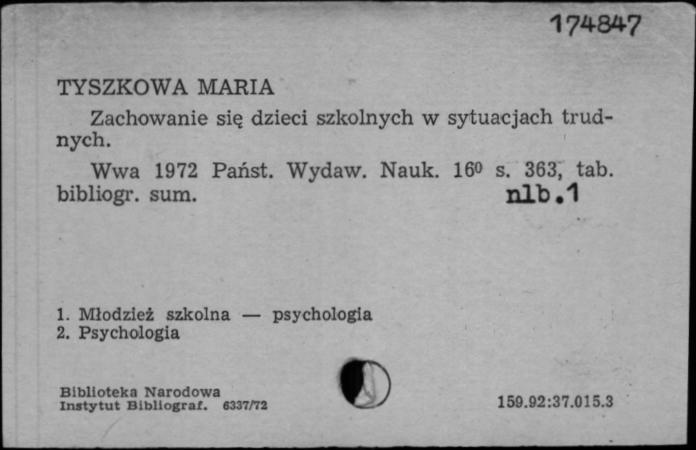 174847
TYSZKOWA MARIA
Zachowanie się dzieci szkolnych w sytuacjach trud-
nych.
Wwa 1972 Państ. Wydaw. Nauk. 16⁰ s. 363, tab.
bibliogr. sum.
nlb.1
1. Młodzież szkolna — psychologia
2. Psychologia
Biblioteka Narodowa
Instytut Bibliograf. 6337/72
159.92:37.015.3